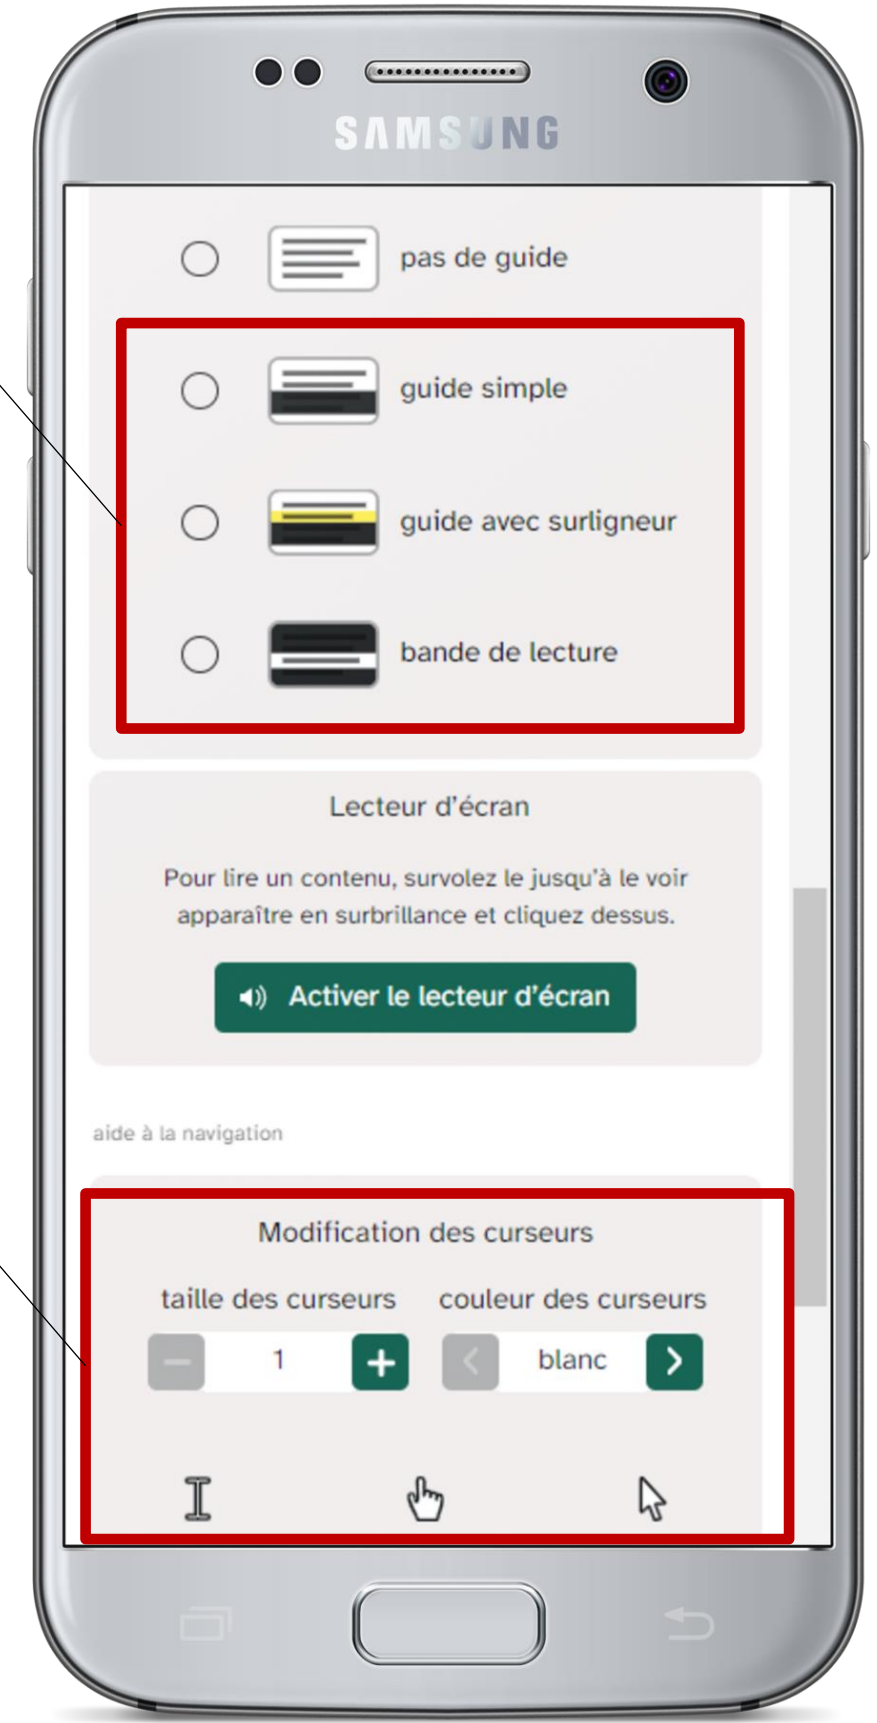 SAMSUNG
pas de guide
guide simple
guide avec surligneur
bande de lecture
Lecteur d'écran
Pour lire un contenu, survolez le jusqu'à le voir
apparaître en surbrillance et cliquez dessus.
Activer le lecteur d'écran
aide à la navigation
Modification des curseurs
taille des curseurs couleur des curseurs
1 blanc